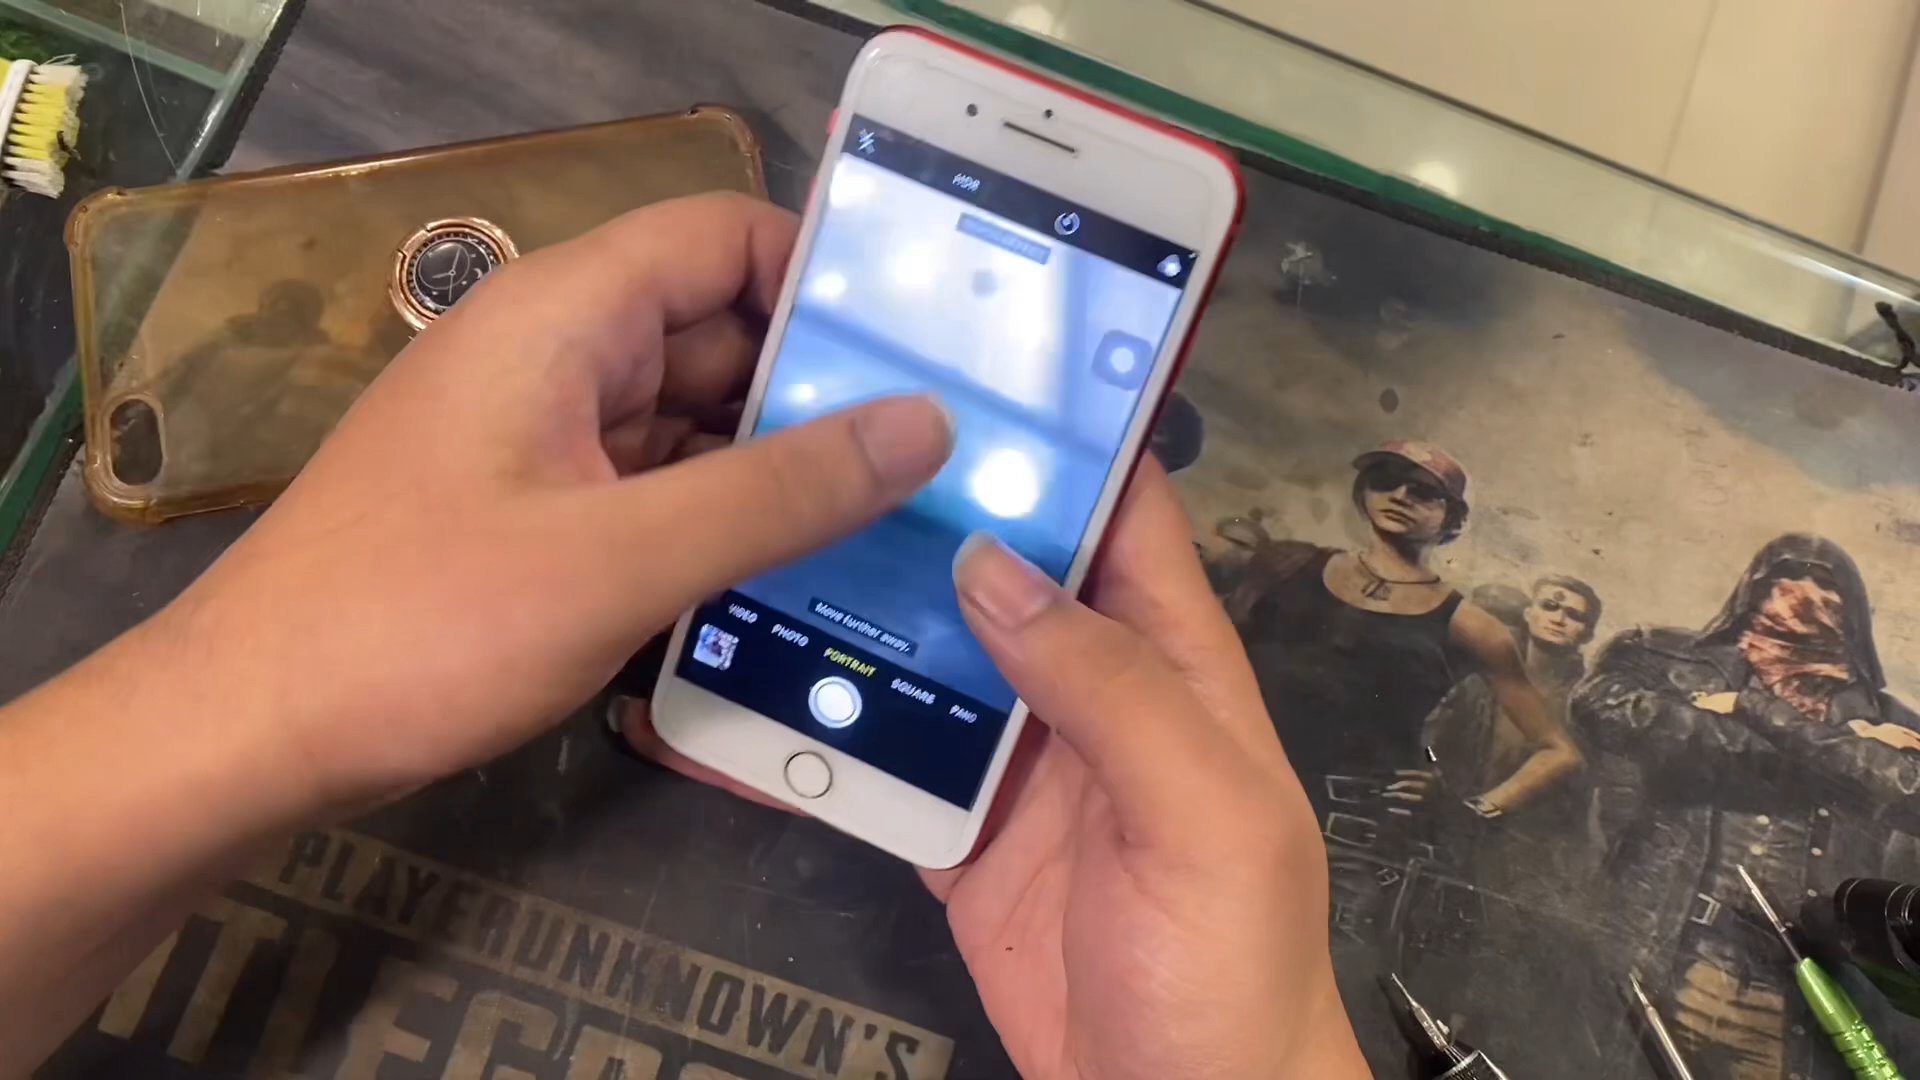 HDR
Move further away.
VIDEO
PHOTO
PORTRAIT
SQUARE
PANO
PLAYERUNKNOWN'S